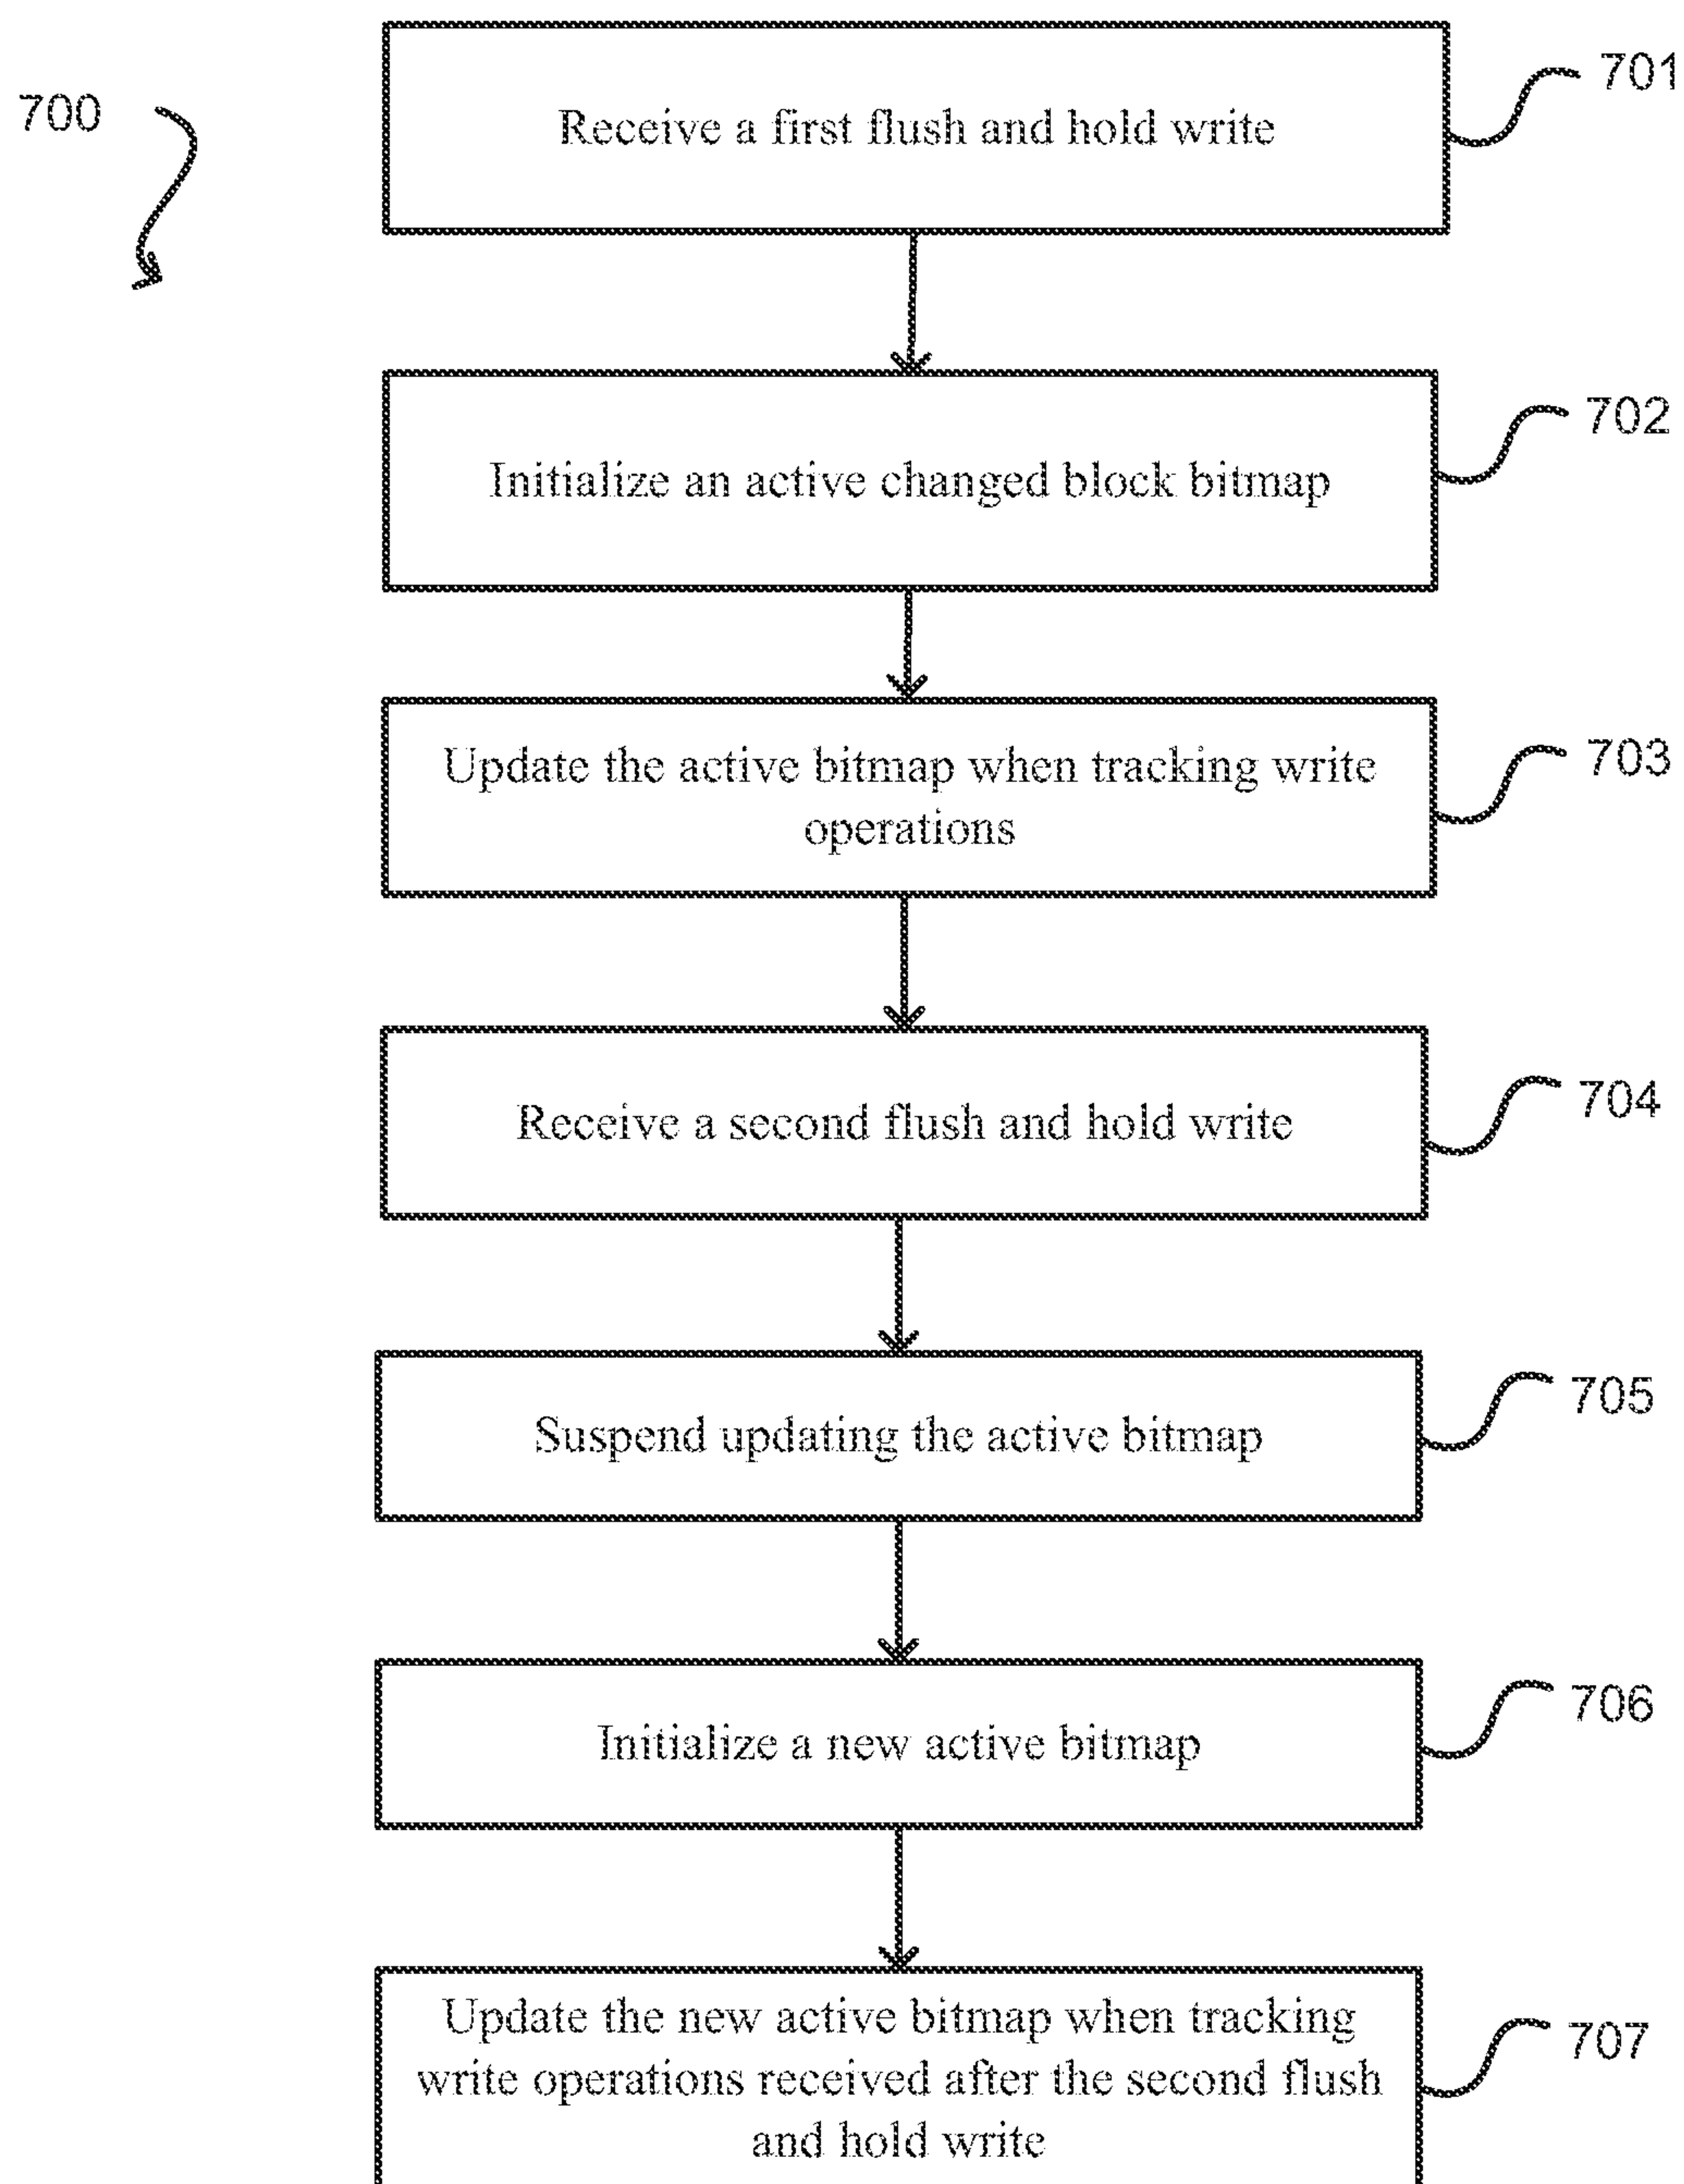 700
Receive a first flush and hold write
701
Initialize an active changed block bitmap
702
Update the active bitmap when tracking write
operations
703
Receive a second flush and hold write
704
Suspend updating the active bitmap
705
Initialize a new active bitmap
706
Update the new active bitmap when tracking
write operations received after the second flush
and hold write
707